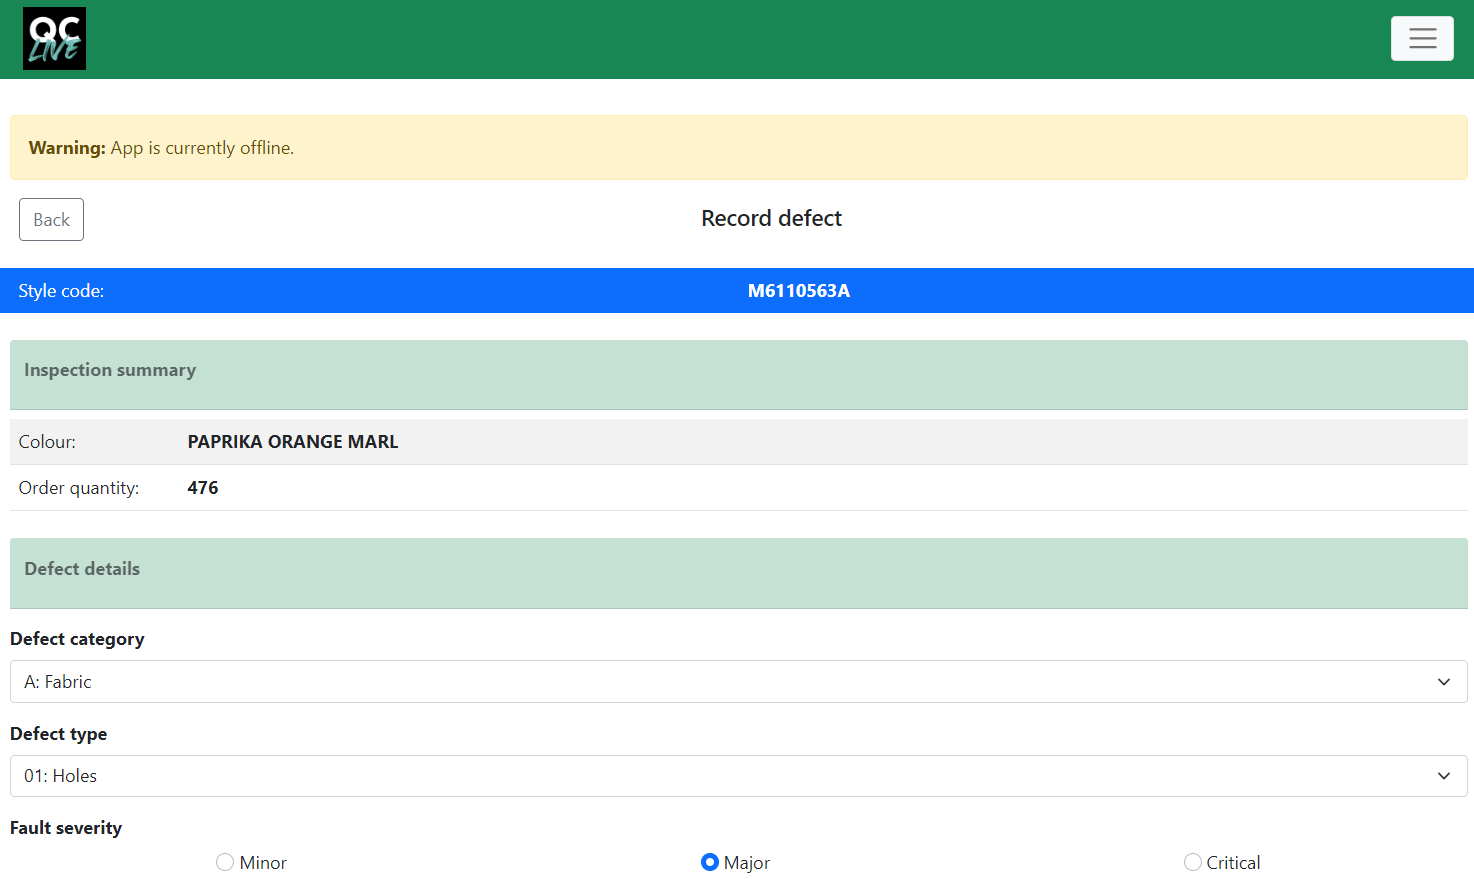 QC
LIVE
Warning: App is currently offline.
Back
Record defect
Style code: M6110563A
Inspection summary
Colour: PAPRIKA ORANGE MARL
Order quantity: 476
Defect details
Defect category
A: Fabric
Defect type
01: Holes
Fault severity
Minor Major Critical